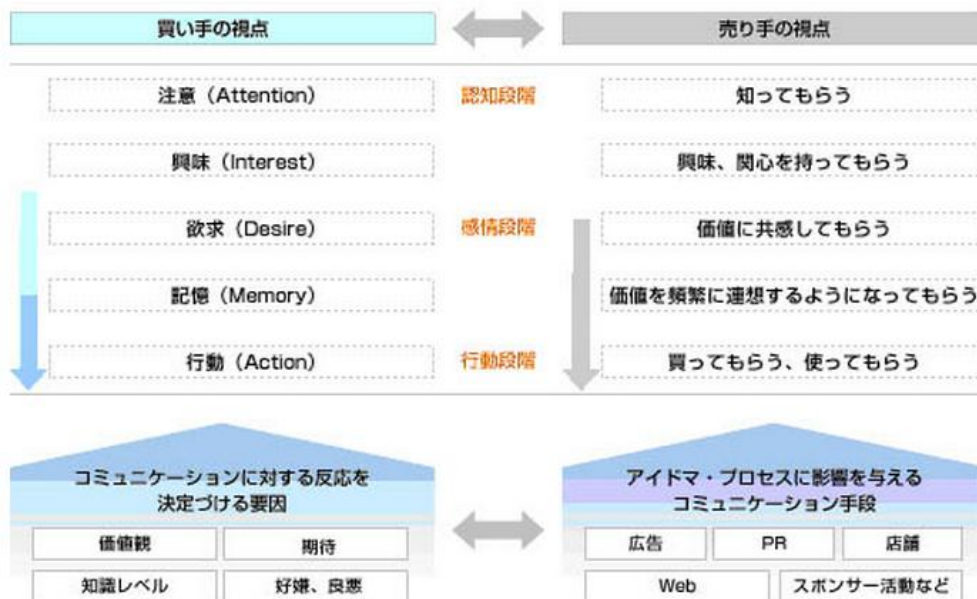 買い手の視点
売り手の視点
注意（Attention）
認知段階
知ってもらう
興味（Interest）
興味、関心を持ってもらう
欲求（Desire）
感情段階
価値に共感してもらう
記憶（Memory）
価値を頻繁に連想するようになってもらう
行動（Action）
行動段階
買ってもらう、使ってもらう
コミュニケーションに対する反応を
決定づける要因
価値観
期待
知識レベル
好嫌、良悪
アイドマ・プロセスに影響を与える
コミュニケーション手段
広告
PR
店舗
Web
スポンサー活動など